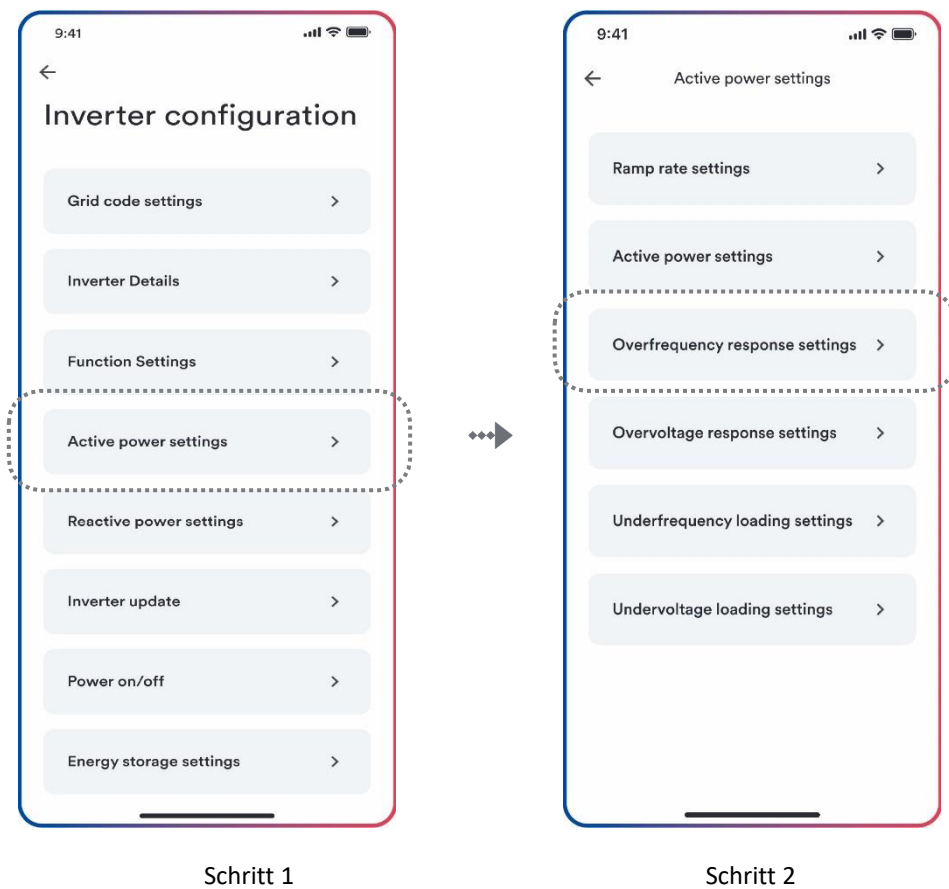 9:41
Inverter configuration
Grid code settings
Inverter Details
Function Settings
Active power settings
Reactive power settings
Inverter update
Power on/off
Energy storage settings
Schritt 1
9:41
Active power settings
Ramp rate settings
Active power settings
Overfrequency response settings
Overvoltage response settings
Underfrequency loading settings
Undervoltage loading settings
Schritt 2